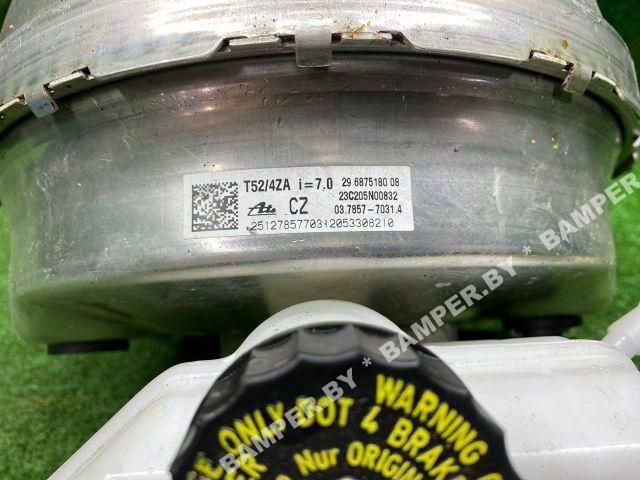 T52/4ZA i=7,0 29 6875180 08
23C205N00832
Ate CZ 03.7857-7031.4
.251278577031205330821
BAMPER.BY * BAMPER.BY * BAMPER.BY
WARNING
ONLY DOT 4 BRAKE
Nur ORIGIN